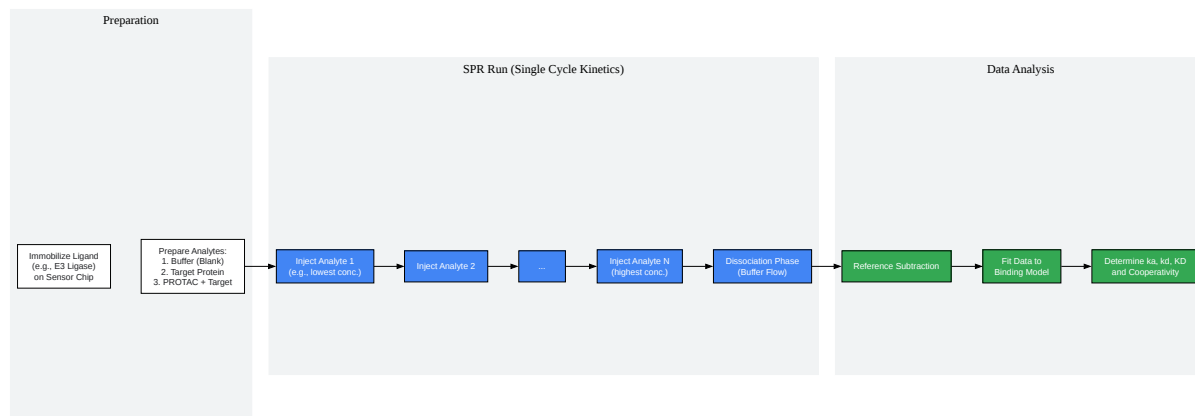 Preparation
Immobilize Ligand
(e.g., E3 Ligase)
on Sensor Chip
Prepare Analytes:
1. Buffer (Blank)
2. Target Protein
3. PROTAC + Target
SPR Run (Single Cycle Kinetics)
Inject Analyte 1
(e.g., lowest conc.)
Inject Analyte 2
...
Inject Analyte N
(highest conc.)
Dissociation Phase
(Buffer Flow)
Data Analysis
Reference Subtraction
Fit Data to
Binding Model
Determine ka, kd, KD
and Cooperativity